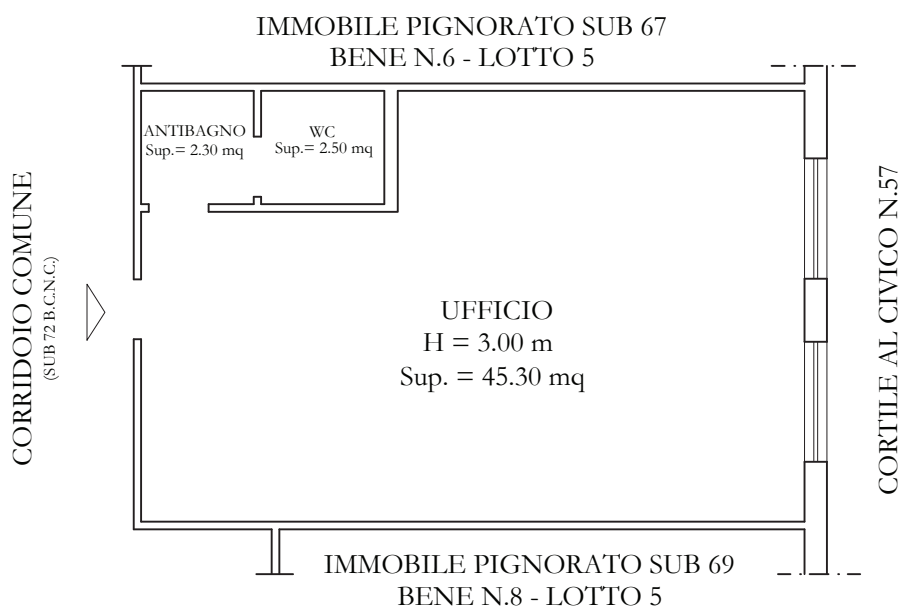 IMMOBILE PIGNORATO SUB 67
BENE N.6 - LOTTO 5
ANTIBAGNO
Sup.= 2.30 mq
WC
Sup.= 2.50 mq
CORRIDOIO COMUNE
(SUB 72 B.C.N.C.)
UFFICIO
H = 3.00 m
Sup. = 45.30 mq
CORTILE AL CIVICO N.57
IMMOBILE PIGNORATO SUB 69
BENE N.8 - LOTTO 5